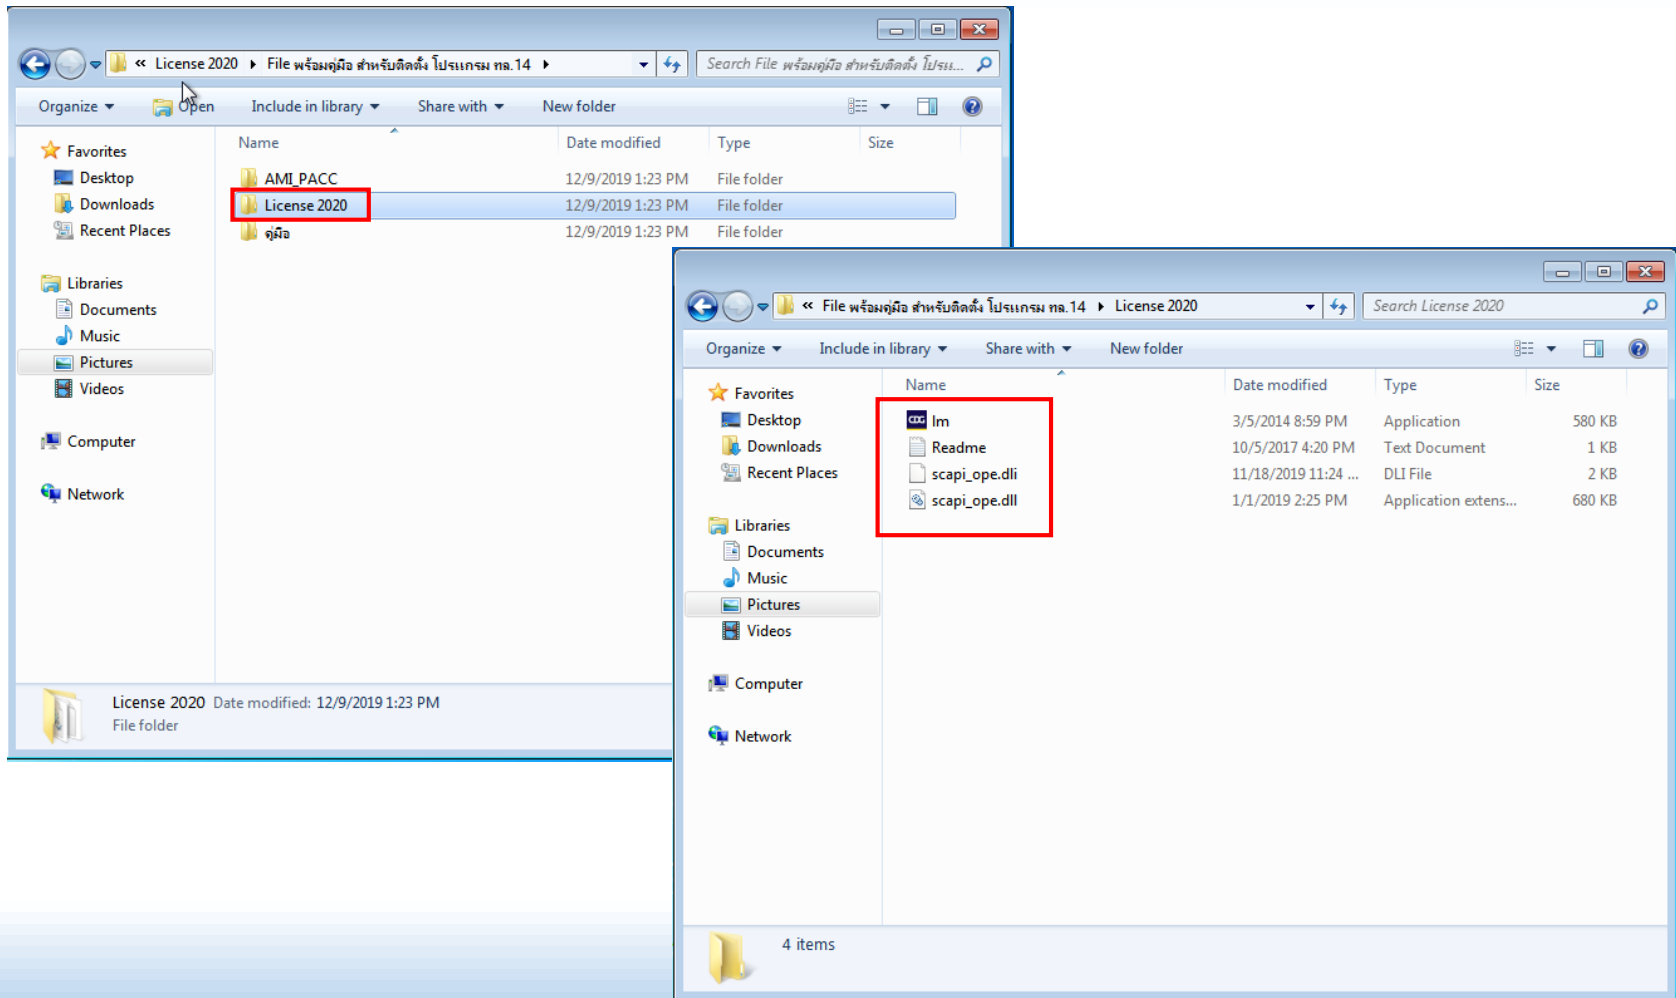 « License 2020 ▸ File พร้อมคู่มือ สำหรับติดตั้ง โปรแกรม ทล.14 ▸
Search File พร้อมคู่มือ สำหรับติดตั้ง โปรแ...
Organize Open Include in library Share with New folder
Name Date modified Type Size
Favorites
Desktop
Downloads
Recent Places
Libraries
Documents
Music
Pictures
Videos
Computer
Network
AMI_PACC 12/9/2019 1:23 PM File folder
License 2020 12/9/2019 1:23 PM File folder
คู่มือ 12/9/2019 1:23 PM File folder
License 2020 Date modified: 12/9/2019 1:23 PM
File folder
« File พร้อมคู่มือ สำหรับติดตั้ง โปรแกรม ทล.14 ▸ License 2020
Search License 2020
Organize Include in library Share with New folder
Name Date modified Type Size
Favorites
Desktop
Downloads
Recent Places
Libraries
Documents
Music
Pictures
Videos
Computer
Network
CDG lm 3/5/2014 8:59 PM Application 580 KB
Readme 10/5/2017 4:20 PM Text Document 1 KB
scapi_ope.dli 11/18/2019 11:24 ... DLI File 2 KB
scapi_ope.dll 1/1/2019 2:25 PM Application extens... 680 KB
4 items